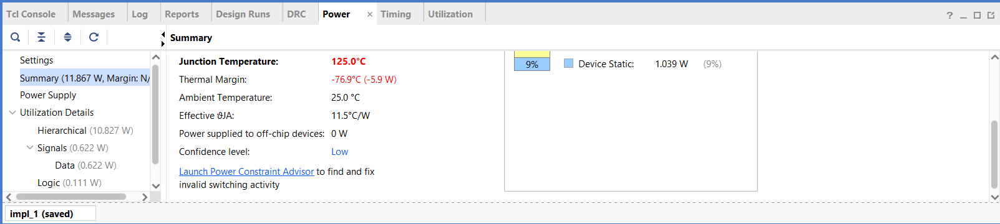 Tcl Console Messages Log Reports Design Runs DRC Power × Timing Utilization ?
Summary
Settings
Summary (11.867 W, Margin: N/
Power Supply
Utilization Details
Hierarchical (10.827 W)
Signals (0.622 W)
Data (0.622 W)
Logic (0.111 W)
Junction Temperature: 125.0°C
Thermal Margin: -76.9°C (-5.9 W)
Ambient Temperature: 25.0 °C
Effective ϑJA: 11.5°C/W
Power supplied to off-chip devices: 0 W
Confidence level: Low
Launch Power Constraint Advisor to find and fix
invalid switching activity
9% Device Static: 1.039 W (9%)
impl_1 (saved)